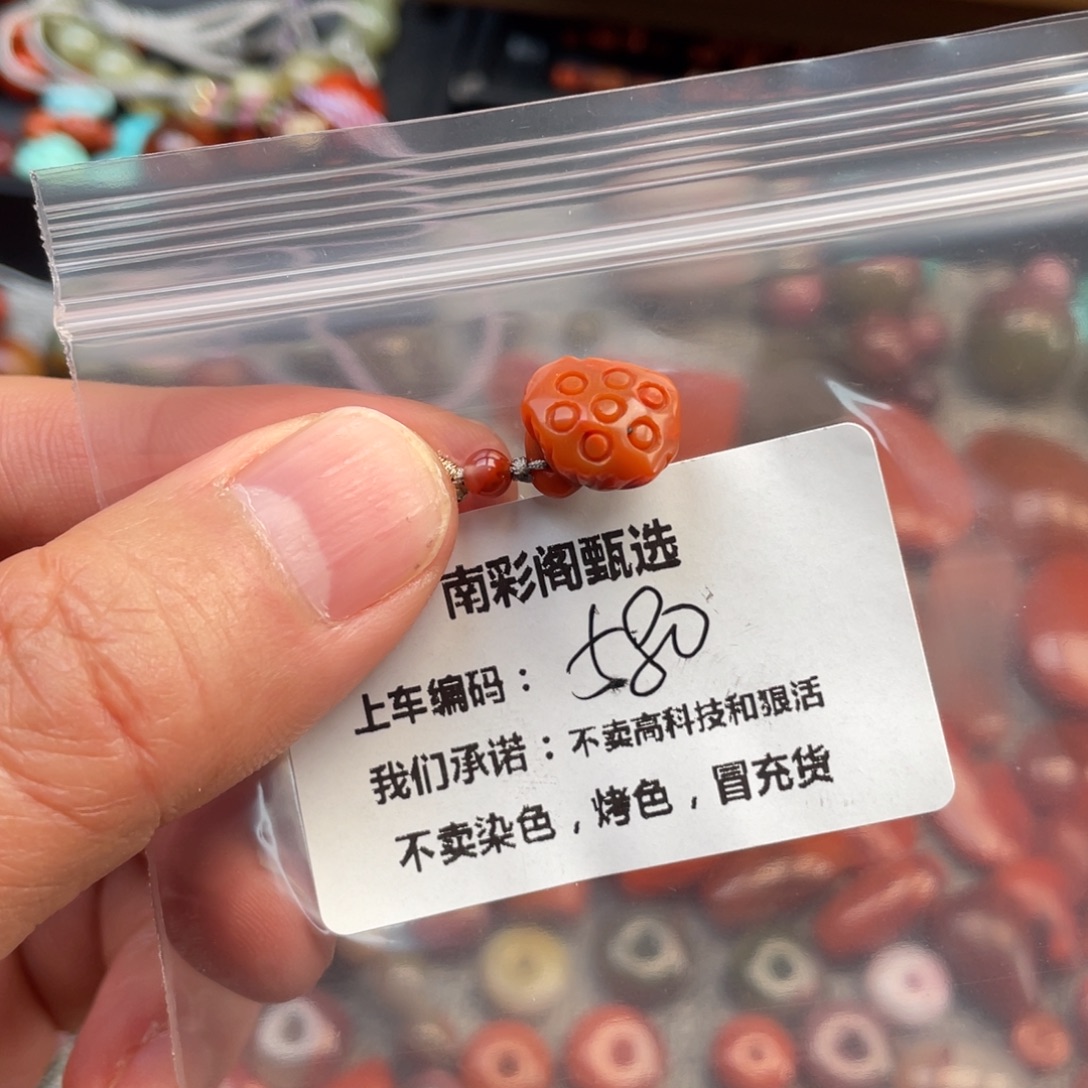 南彩阁甄选
上车编码：580
我们承诺：不卖高科技和狠活
不卖染色，烤色，冒充货